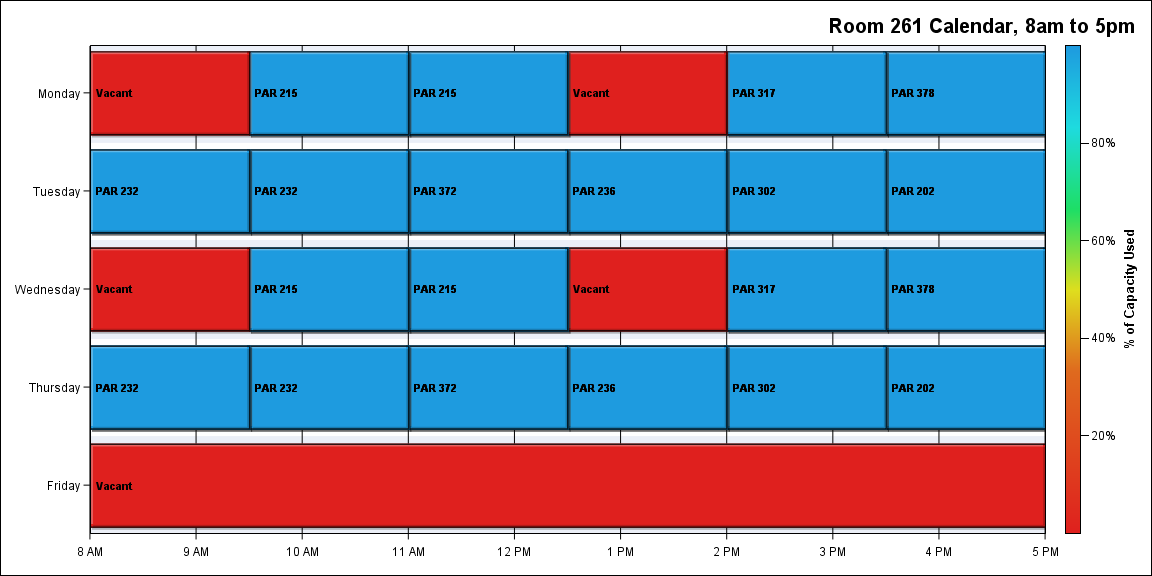 Room 261 Calendar, 8am to 5pm
Monday
Vacant
PAR 215
PAR 215
Vacant
PAR 317
PAR 378
Tuesday
PAR 232
PAR 232
PAR 372
PAR 236
PAR 302
PAR 202
Wednesday
Vacant
PAR 215
PAR 215
Vacant
PAR 317
PAR 378
Thursday
PAR 232
PAR 232
PAR 372
PAR 236
PAR 302
PAR 202
Friday
Vacant
8 AM
9 AM
10 AM
11 AM
12 PM
1 PM
2 PM
3 PM
4 PM
5 PM
80%
60%
40%
20%
% of Capacity Used